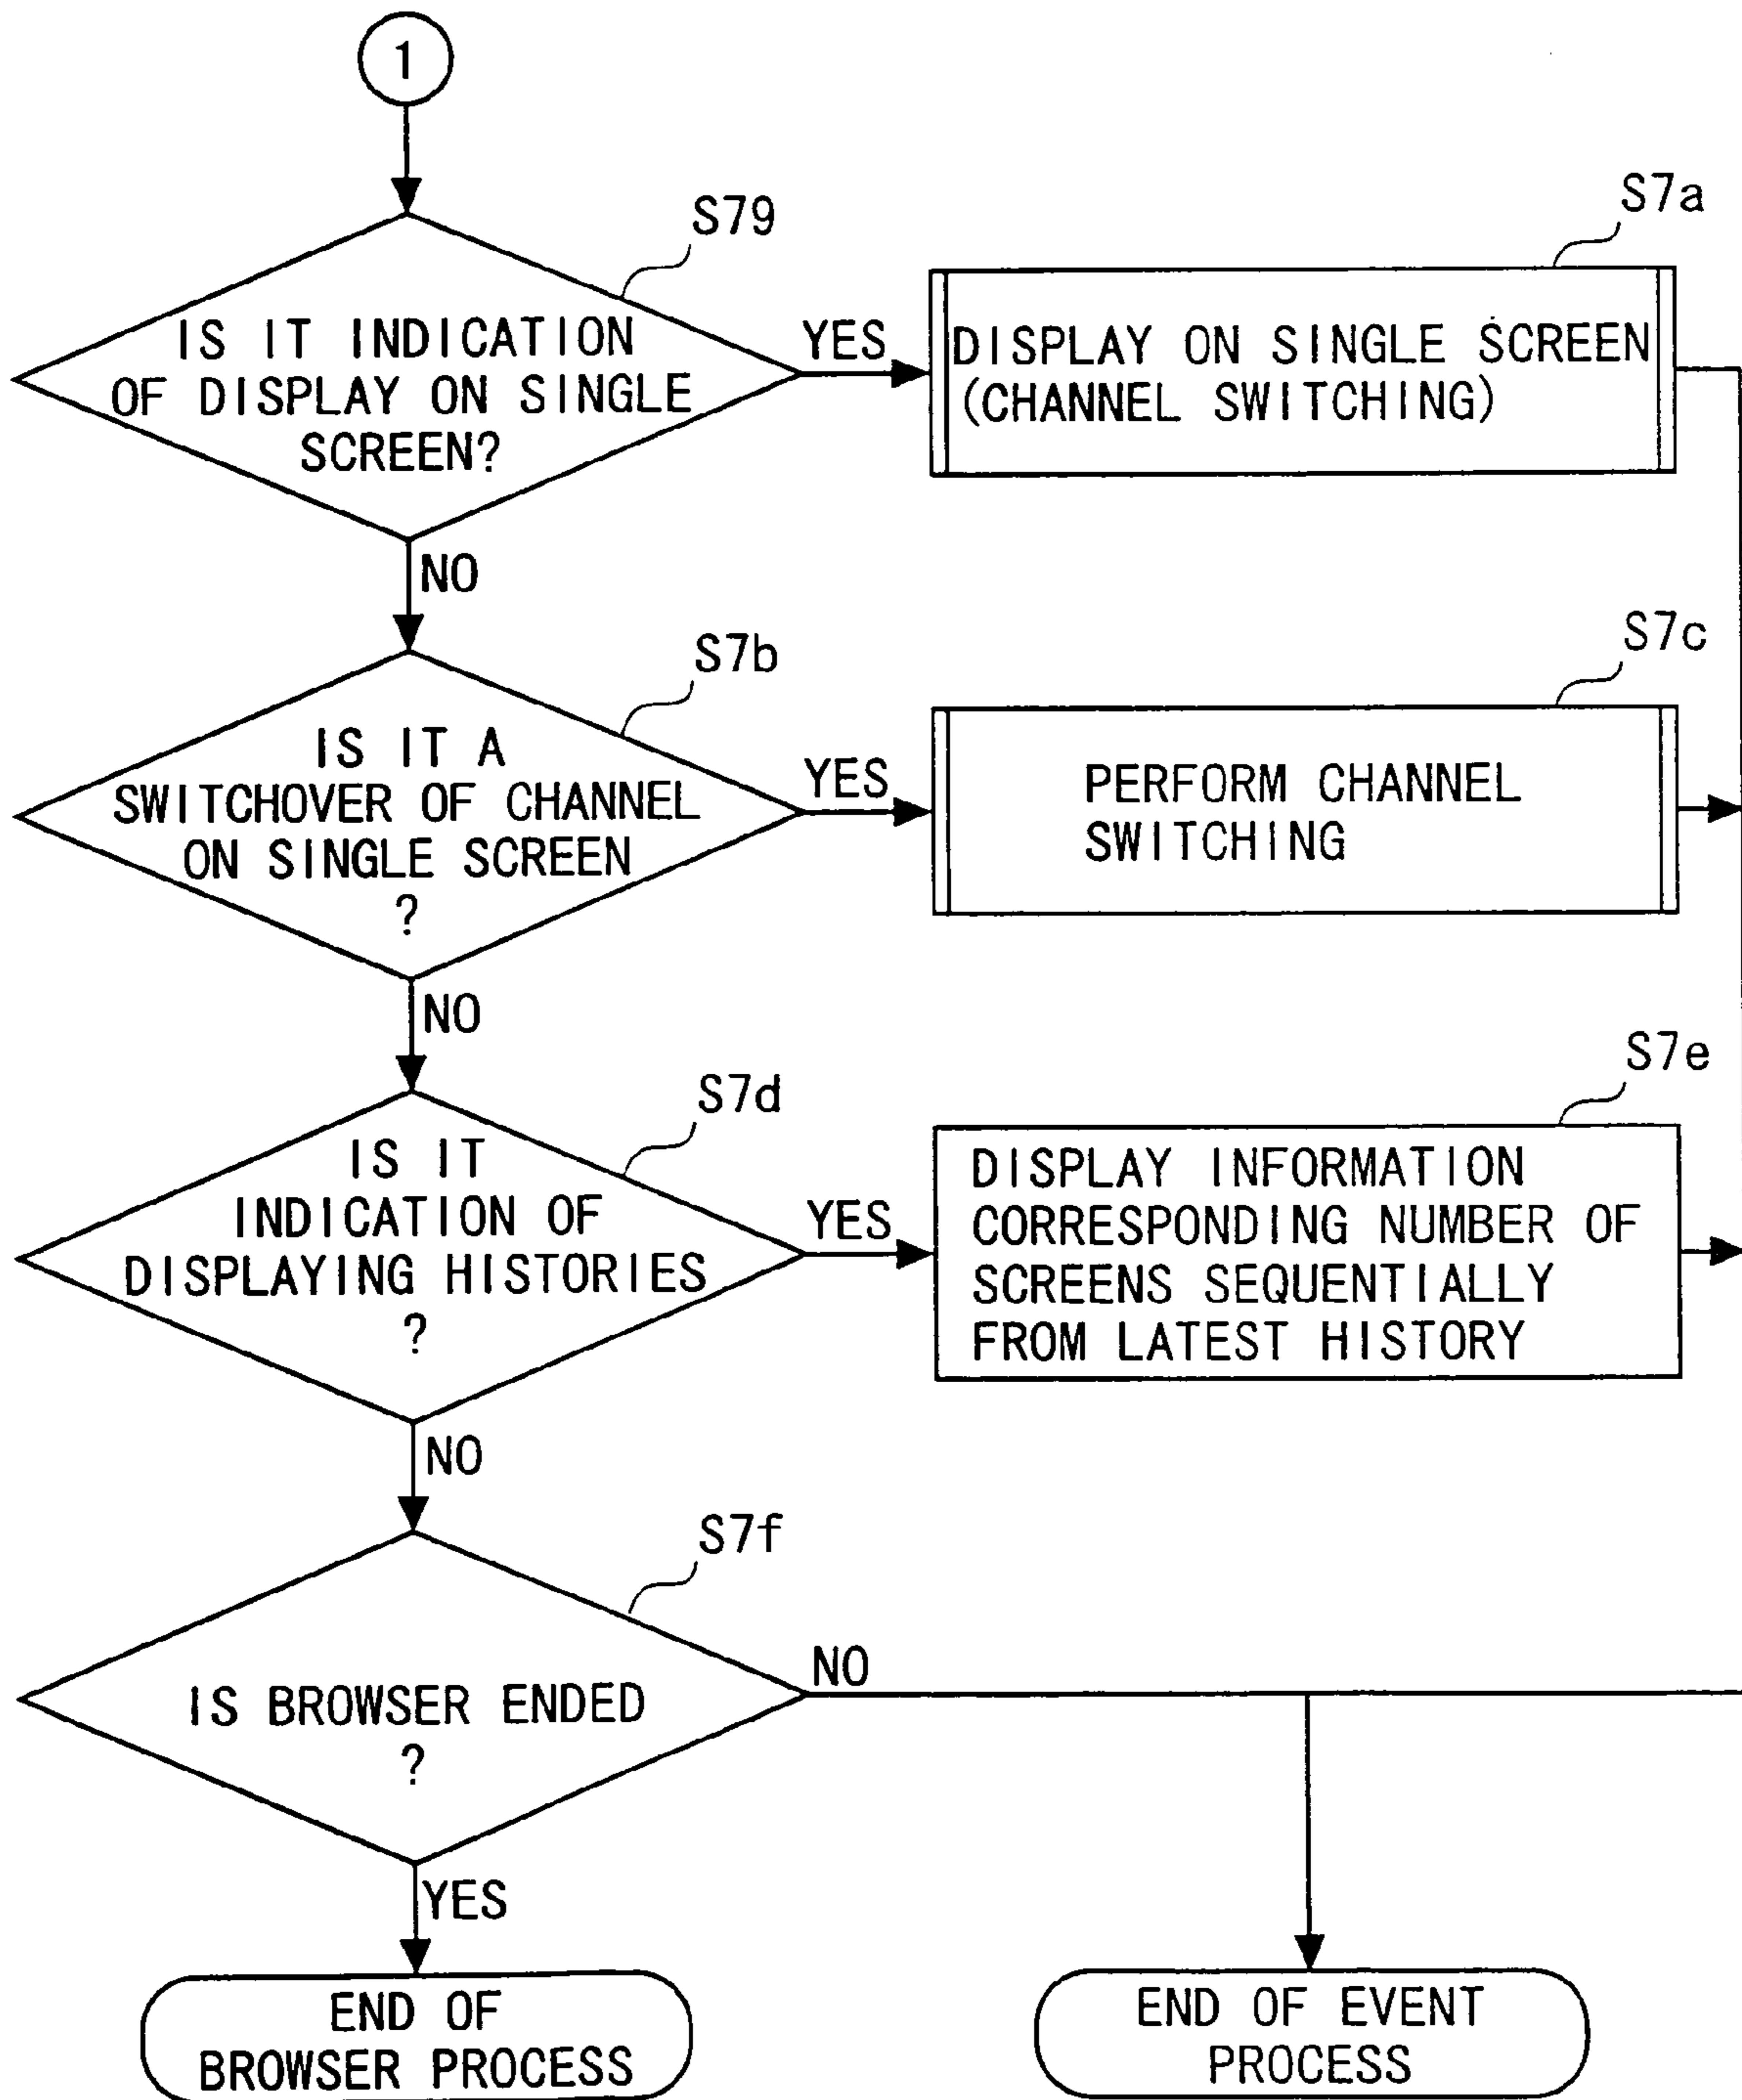 1
S79
IS IT INDICATION
OF DISPLAY ON SINGLE
SCREEN?
YES
S7a
DISPLAY ON SINGLE SCREEN
(CHANNEL SWITCHING)
NO
S7b
IS IT A
SWITCHOVER OF CHANNEL
ON SINGLE SCREEN
?
YES
S7c
PERFORM CHANNEL
SWITCHING
NO
S7d
IS IT
INDICATION OF
DISPLAYING HISTORIES
?
YES
S7e
DISPLAY INFORMATION
CORRESPONDING NUMBER OF
SCREENS SEQUENTIALLY
FROM LATEST HISTORY
NO
S7f
IS BROWSER ENDED
?
NO
YES
END OF
BROWSER PROCESS
END OF EVENT
PROCESS